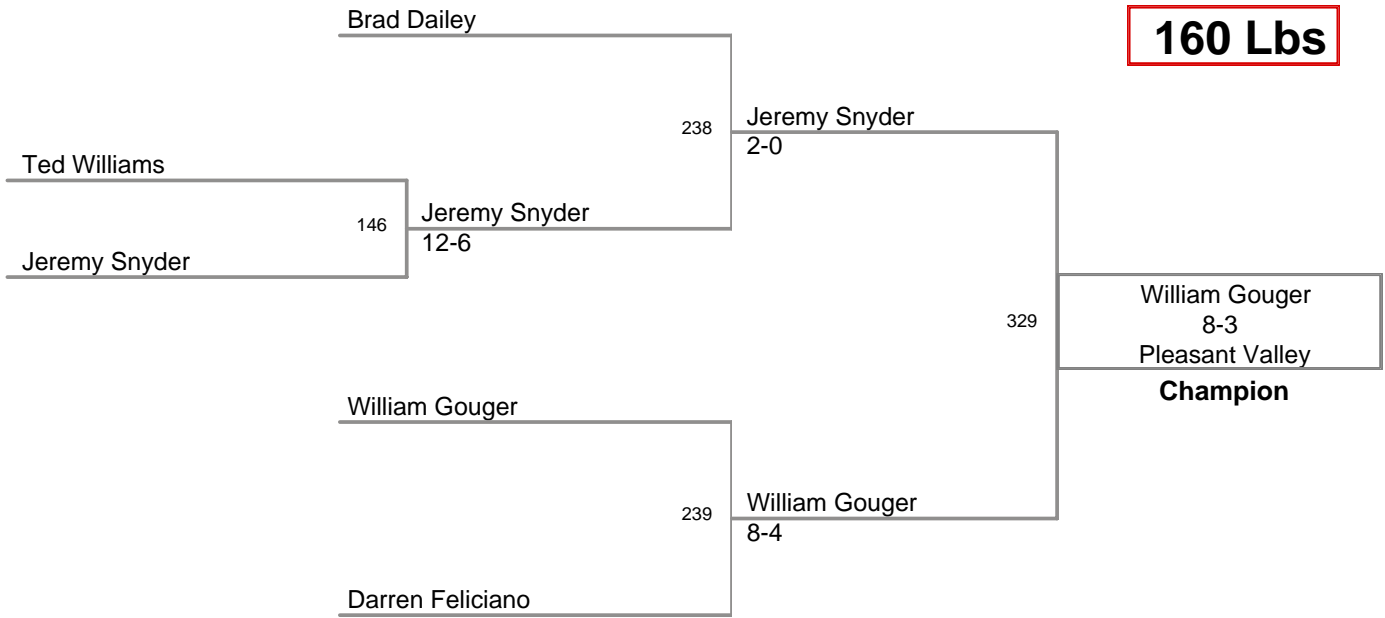 Brad Dailey
160 Lbs
238
Jeremy Snyder
2-0
Ted Williams
146
Jeremy Snyder
12-6
Jeremy Snyder
329
William Gouger
8-3
Pleasant Valley
Champion
William Gouger
239
William Gouger
8-4
Darren Feliciano